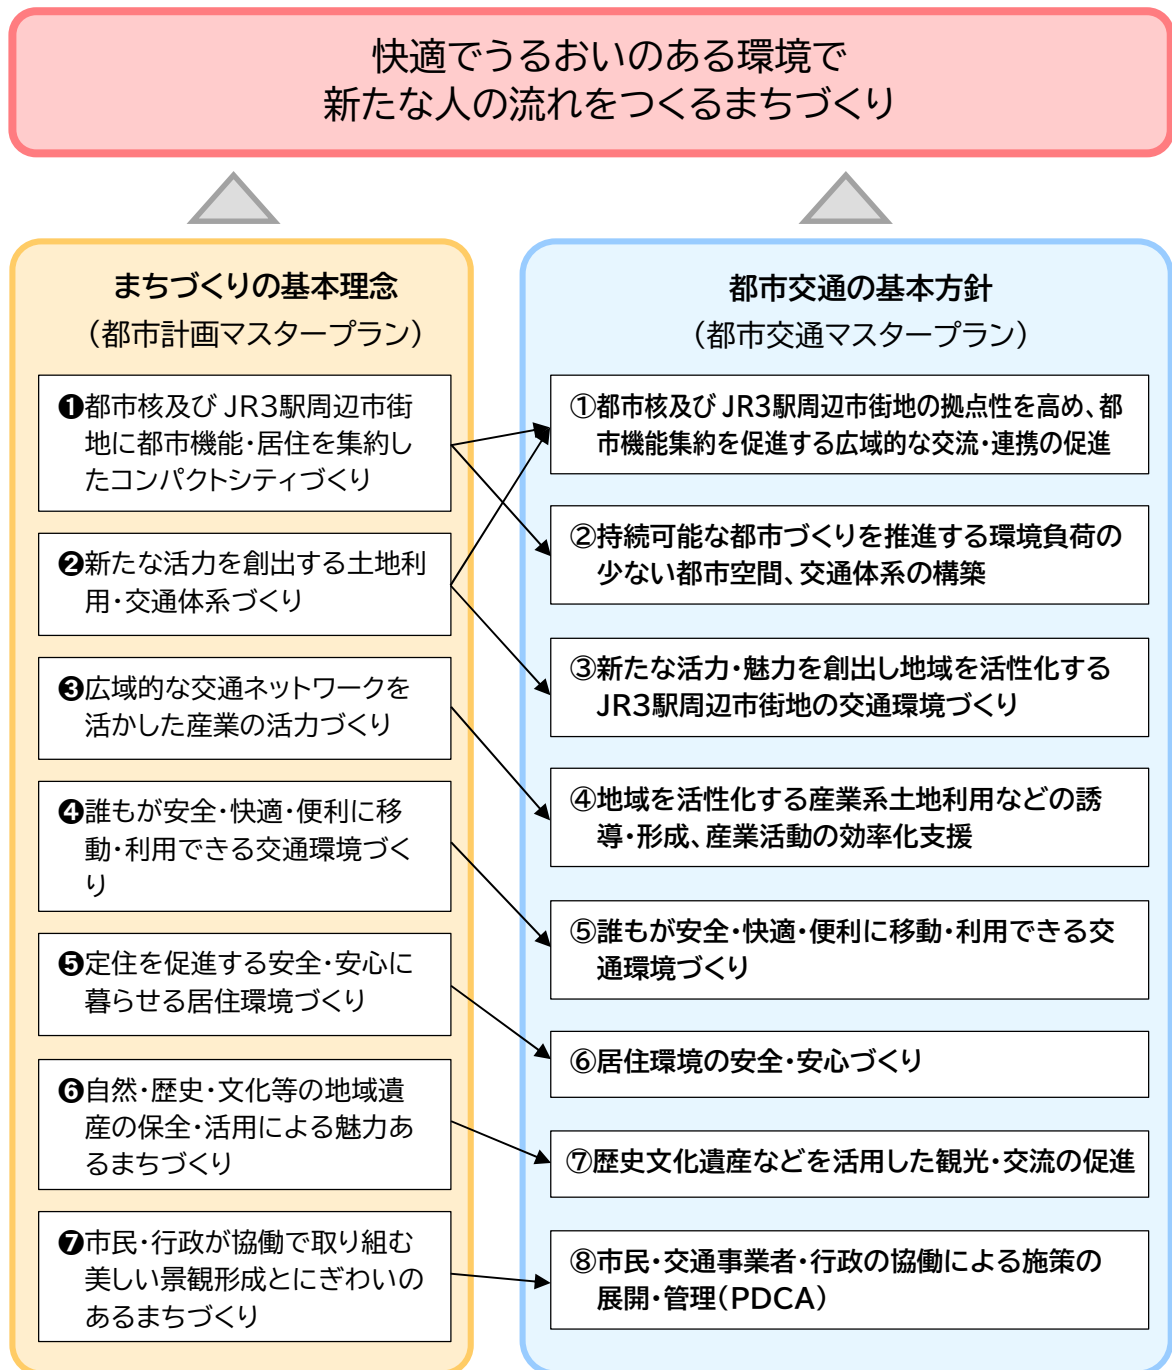 快適でうるおいのある環境で
新たな人の流れをつくるまちづくり
まちづくりの基本理念
（都市計画マスタープラン）
❶都市核及び JR3駅周辺市街
地に都市機能・居住を集約し
たコンパクトシティづくり
❷新たな活力を創出する土地利
用・交通体系づくり
❸広域的な交通ネットワークを
活かした産業の活力づくり
❹誰もが安全・快適・便利に移
動・利用できる交通環境づく
り
❺定住を促進する安全・安心に
暮らせる居住環境づくり
❻自然・歴史・文化等の地域遺
産の保全・活用による魅力あ
るまちづくり
❼市民・行政が協働で取り組む
美しい景観形成とにぎわいの
あるまちづくり
都市交通の基本方針
（都市交通マスタープラン）
①都市核及び JR3駅周辺市街地の拠点性を高め、都
市機能集約を促進する広域的な交流・連携の促進
②持続可能な都市づくりを推進する環境負荷の
少ない都市空間、交通体系の構築
③新たな活力・魅力を創出し地域を活性化する
JR3駅周辺市街地の交通環境づくり
④地域を活性化する産業系土地利用などの誘
導・形成、産業活動の効率化支援
⑤誰もが安全・快適・便利に移動・利用できる交
通環境づくり
⑥居住環境の安全・安心づくり
⑦歴史文化遺産などを活用した観光・交流の促進
⑧市民・交通事業者・行政の協働による施策の
展開・管理（PDCA）